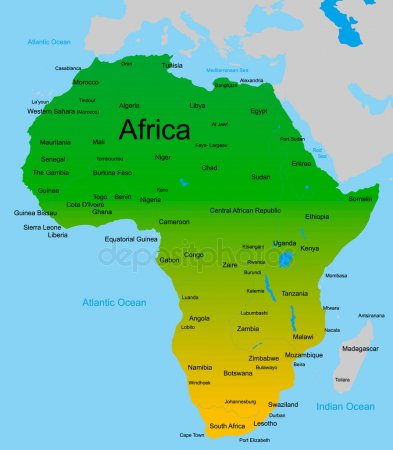 Atlantic Ocean
Casablanca
Oran
Tunisia
Mediterranean Sea
Morocco
Alexandria
La'youn
Tindouf
Algeria
Libya
Egypt
Western Sahara (Morocco)
Africa
Al Jawf
Port Sudan
Red Sea
Mauritania
Mali
Faya- Largeau
Senegal
Tombouctou
Niger
Chad
Eritrea
The Gambia
Burkina Faso
Sudan
Guinea
Togo
Benin
Kano
Somalia
Cota D'Ivoire
Nigeria
Guinea Bissau
Ghana
Central African Republic
Ethiopia
Sierra Leone
Cameroon
Liberia
Equatorial Guinea
Kisangani
Uganda
Kenya
depositphotos
Gabon
Congo
Zaire
Rwanda
Burundi
Mombasa
Atlantic Ocean
Luanda
Kalemie
Tanzania
Angola
Lubumbashi
Mtwara
Antsiranana
Lobito
Zambia
Nacala
Malawi
Madagascar
Namibia
Zimbabwe
Mozambique
Botswana
Bulawayo
Beira
Windhoek
Toliara
Johannesburg
Swaziland
Indian Ocean
Durban
South Africa
Lesotho
Cape Town
Port Elizabeth